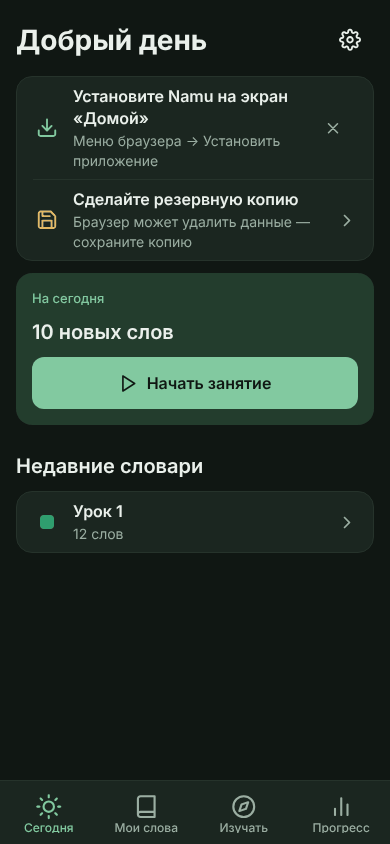 Добрый день
Установите Namu на экран
«Домой»
Меню браузера → Установить
приложение
Сделайте резервную копию
Браузер может удалить данные —
сохраните копию
На сегодня
10 новых слов
Начать занятие
Недавние словари
Урок 1
12 слов
Сегодня
Мои слова
Изучать
Прогресс